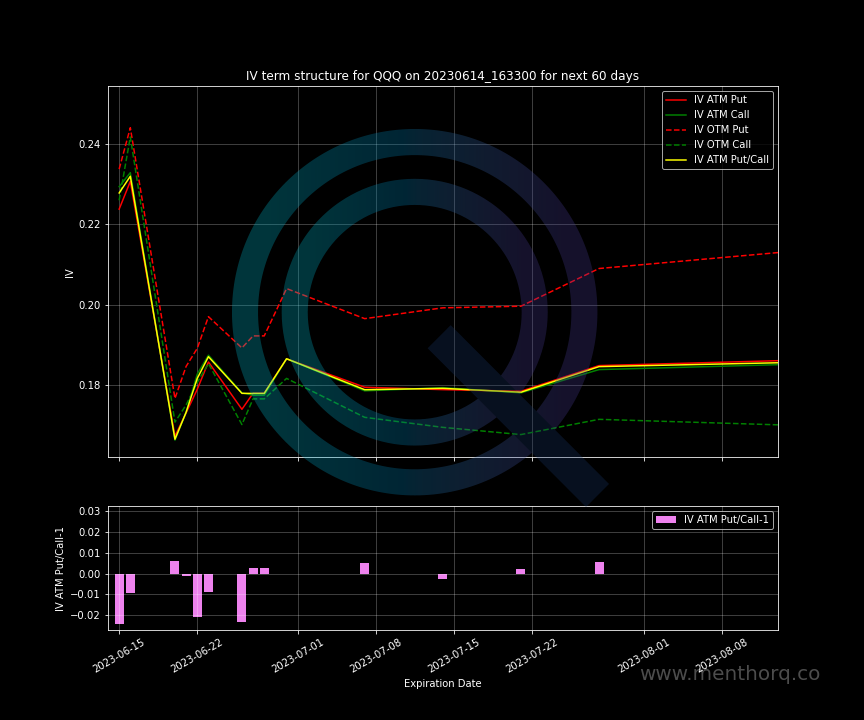 IV term structure for QQQ on 20230614_163300 for next 60 days
IV ATM Put
IV ATM Call
IV OTM Put
IV OTM Call
IV ATM Put/Call
0.24
0.22
0.20
0.18
IV
IV ATM Put/Call-1
0.03
0.02
0.01
0.00
−0.01
−0.02
IV ATM Put/Call-1
2023-06-15
2023-06-22
2023-07-01
2023-07-08
2023-07-15
2023-07-22
2023-08-01
2023-08-08
www.menthorq.co
Expiration Date